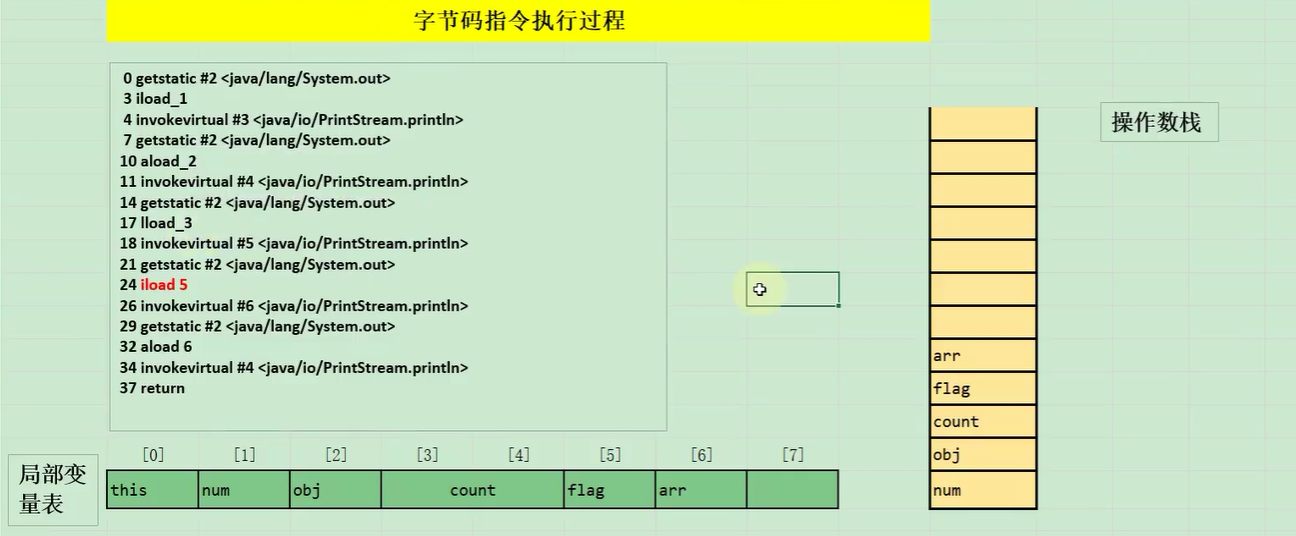 字节码指令执行过程
0 getstatic #2 <java/lang/System.out>
3 iload_1
4 invokevirtual #3 <java/io/PrintStream.println>
7 getstatic #2 <java/lang/System.out>
10 aload_2
11 invokevirtual #4 <java/io/PrintStream.println>
14 getstatic #2 <java/lang/System.out>
17 lload_3
18 invokevirtual #5 <java/io/PrintStream.println>
21 getstatic #2 <java/lang/System.out>
24 iload 5
26 invokevirtual #6 <java/io/PrintStream.println>
29 getstatic #2 <java/lang/System.out>
32 aload 6
34 invokevirtual #4 <java/io/PrintStream.println>
37 return
操作数栈
arr
flag
count
obj
num
[0] [1] [2] [3] [4] [5] [6] [7]
局部变
量表
this num obj count flag arr